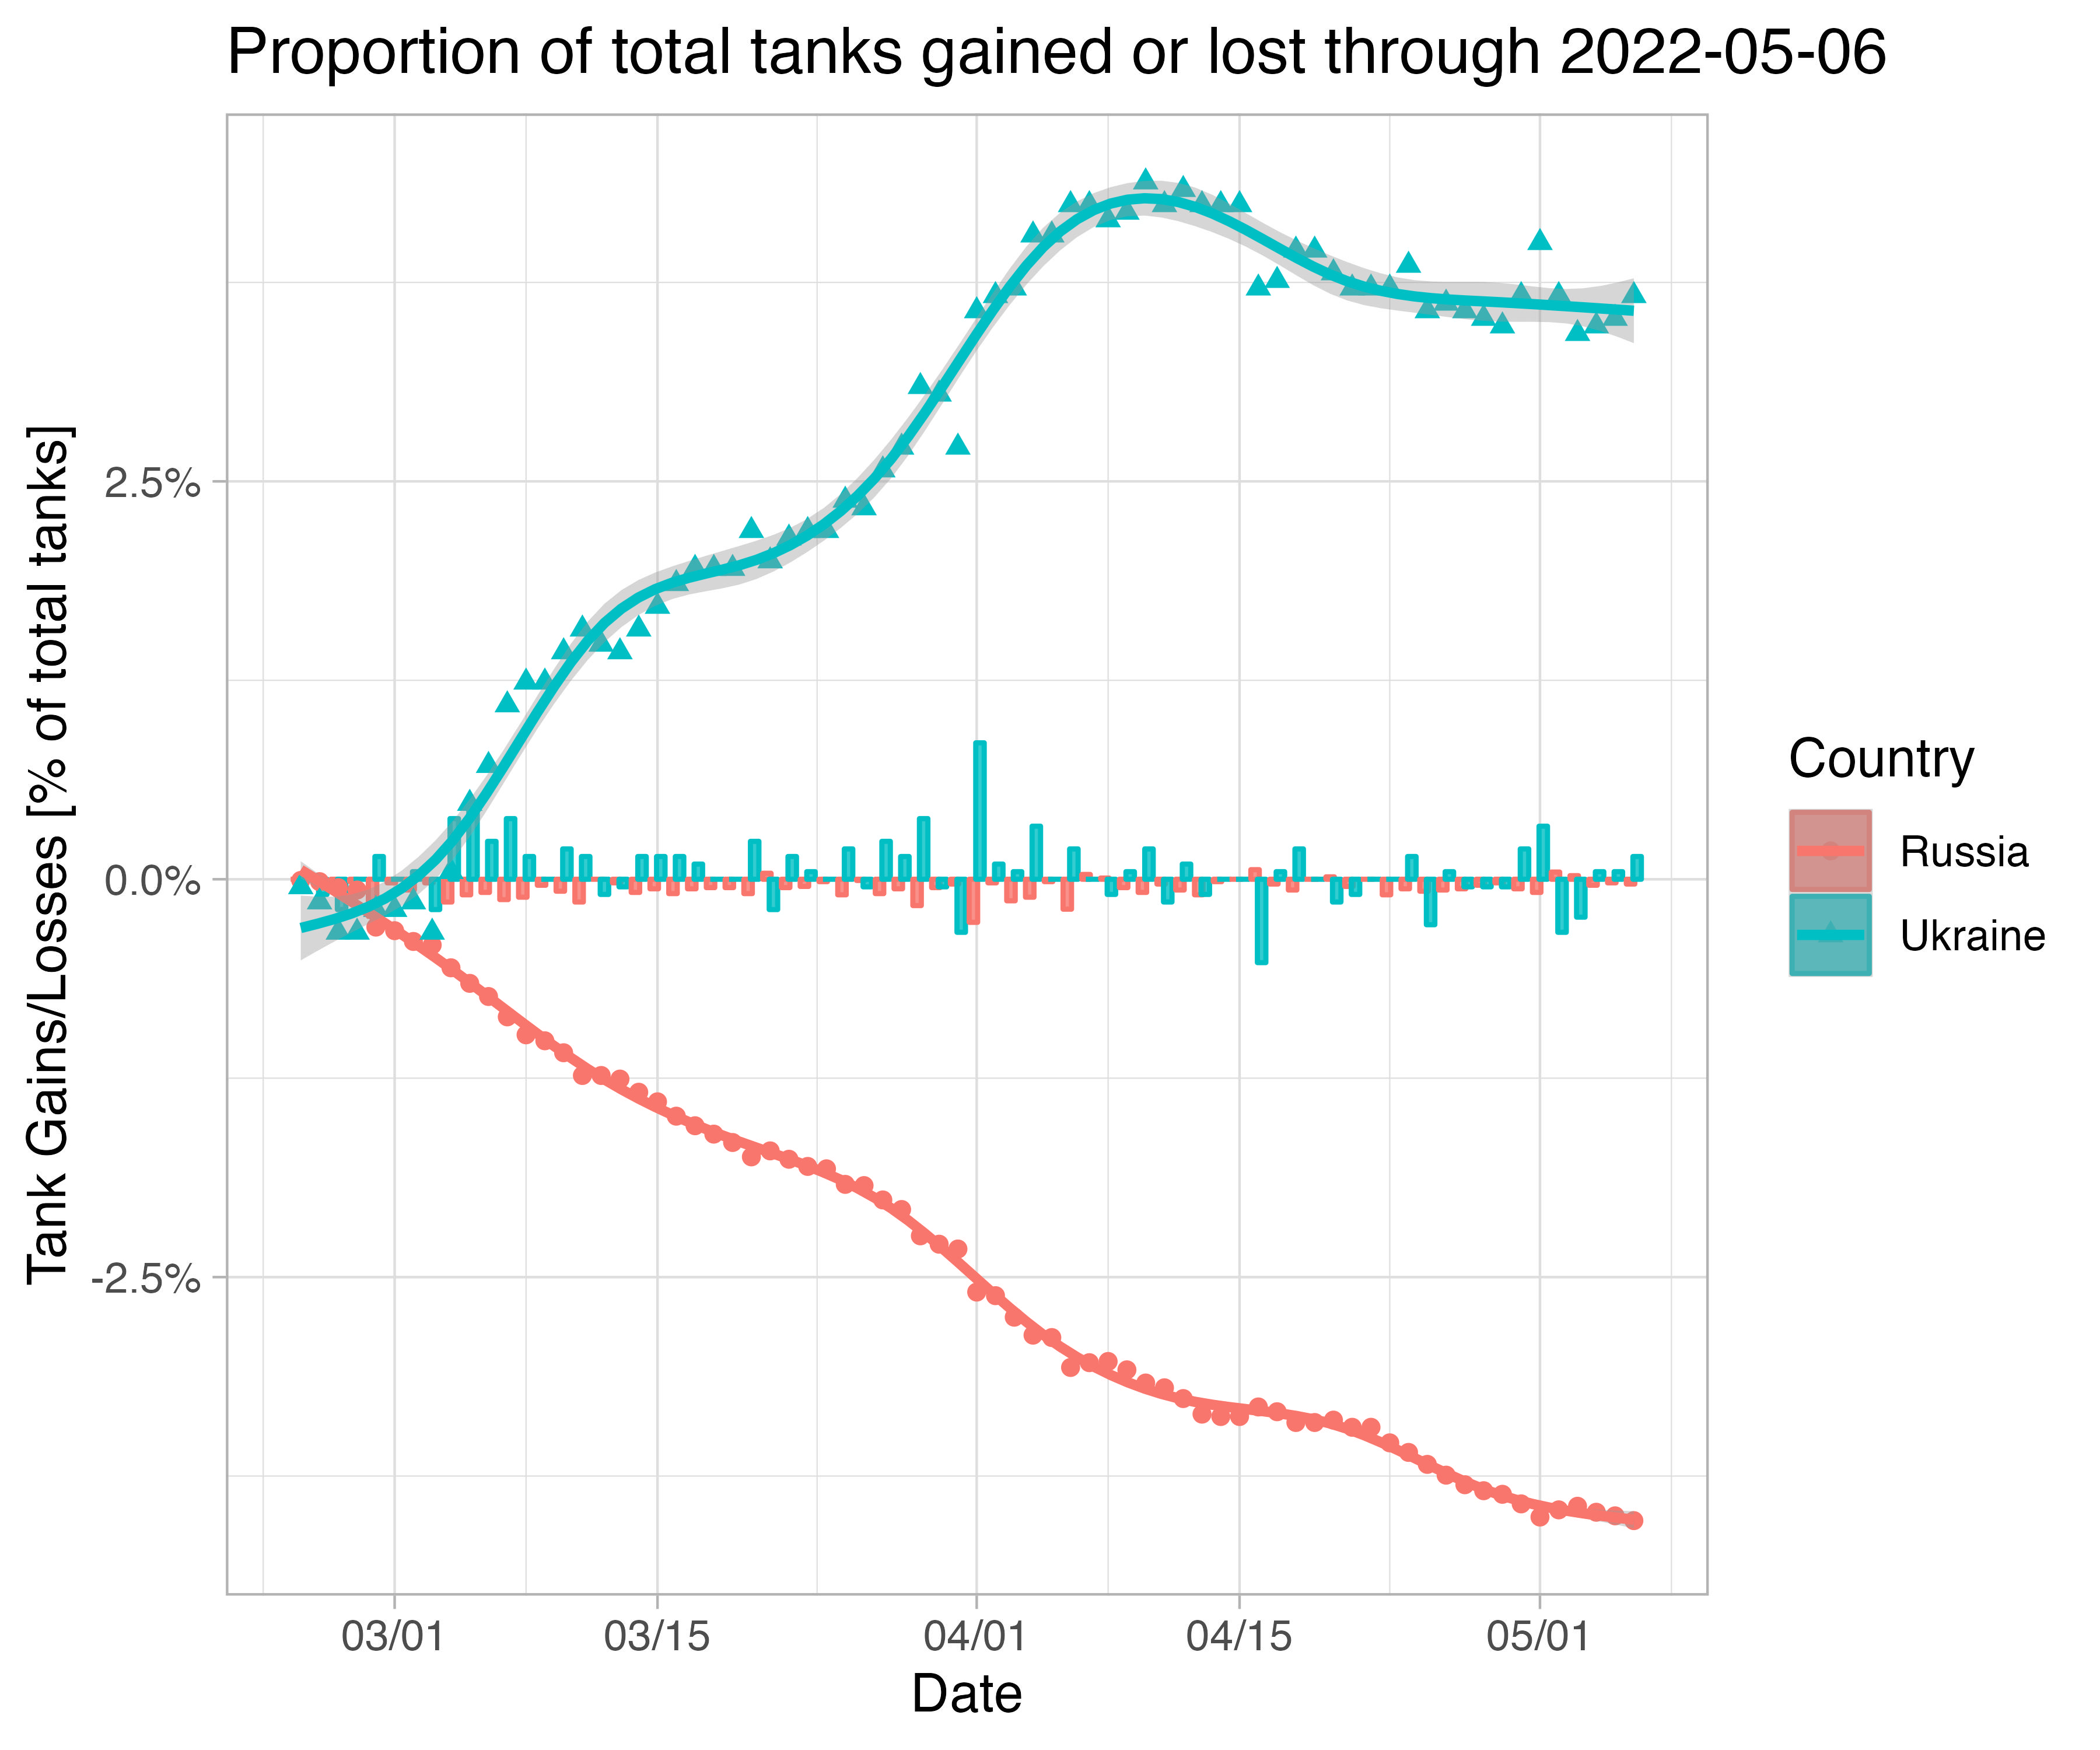 Proportion of total tanks gained or lost through 2022-05-06
Tank Gains/Losses [% of total tanks]
2.5%
0.0%
-2.5%
03/01
03/15
04/01
04/15
05/01
Date
Country
Russia
Ukraine